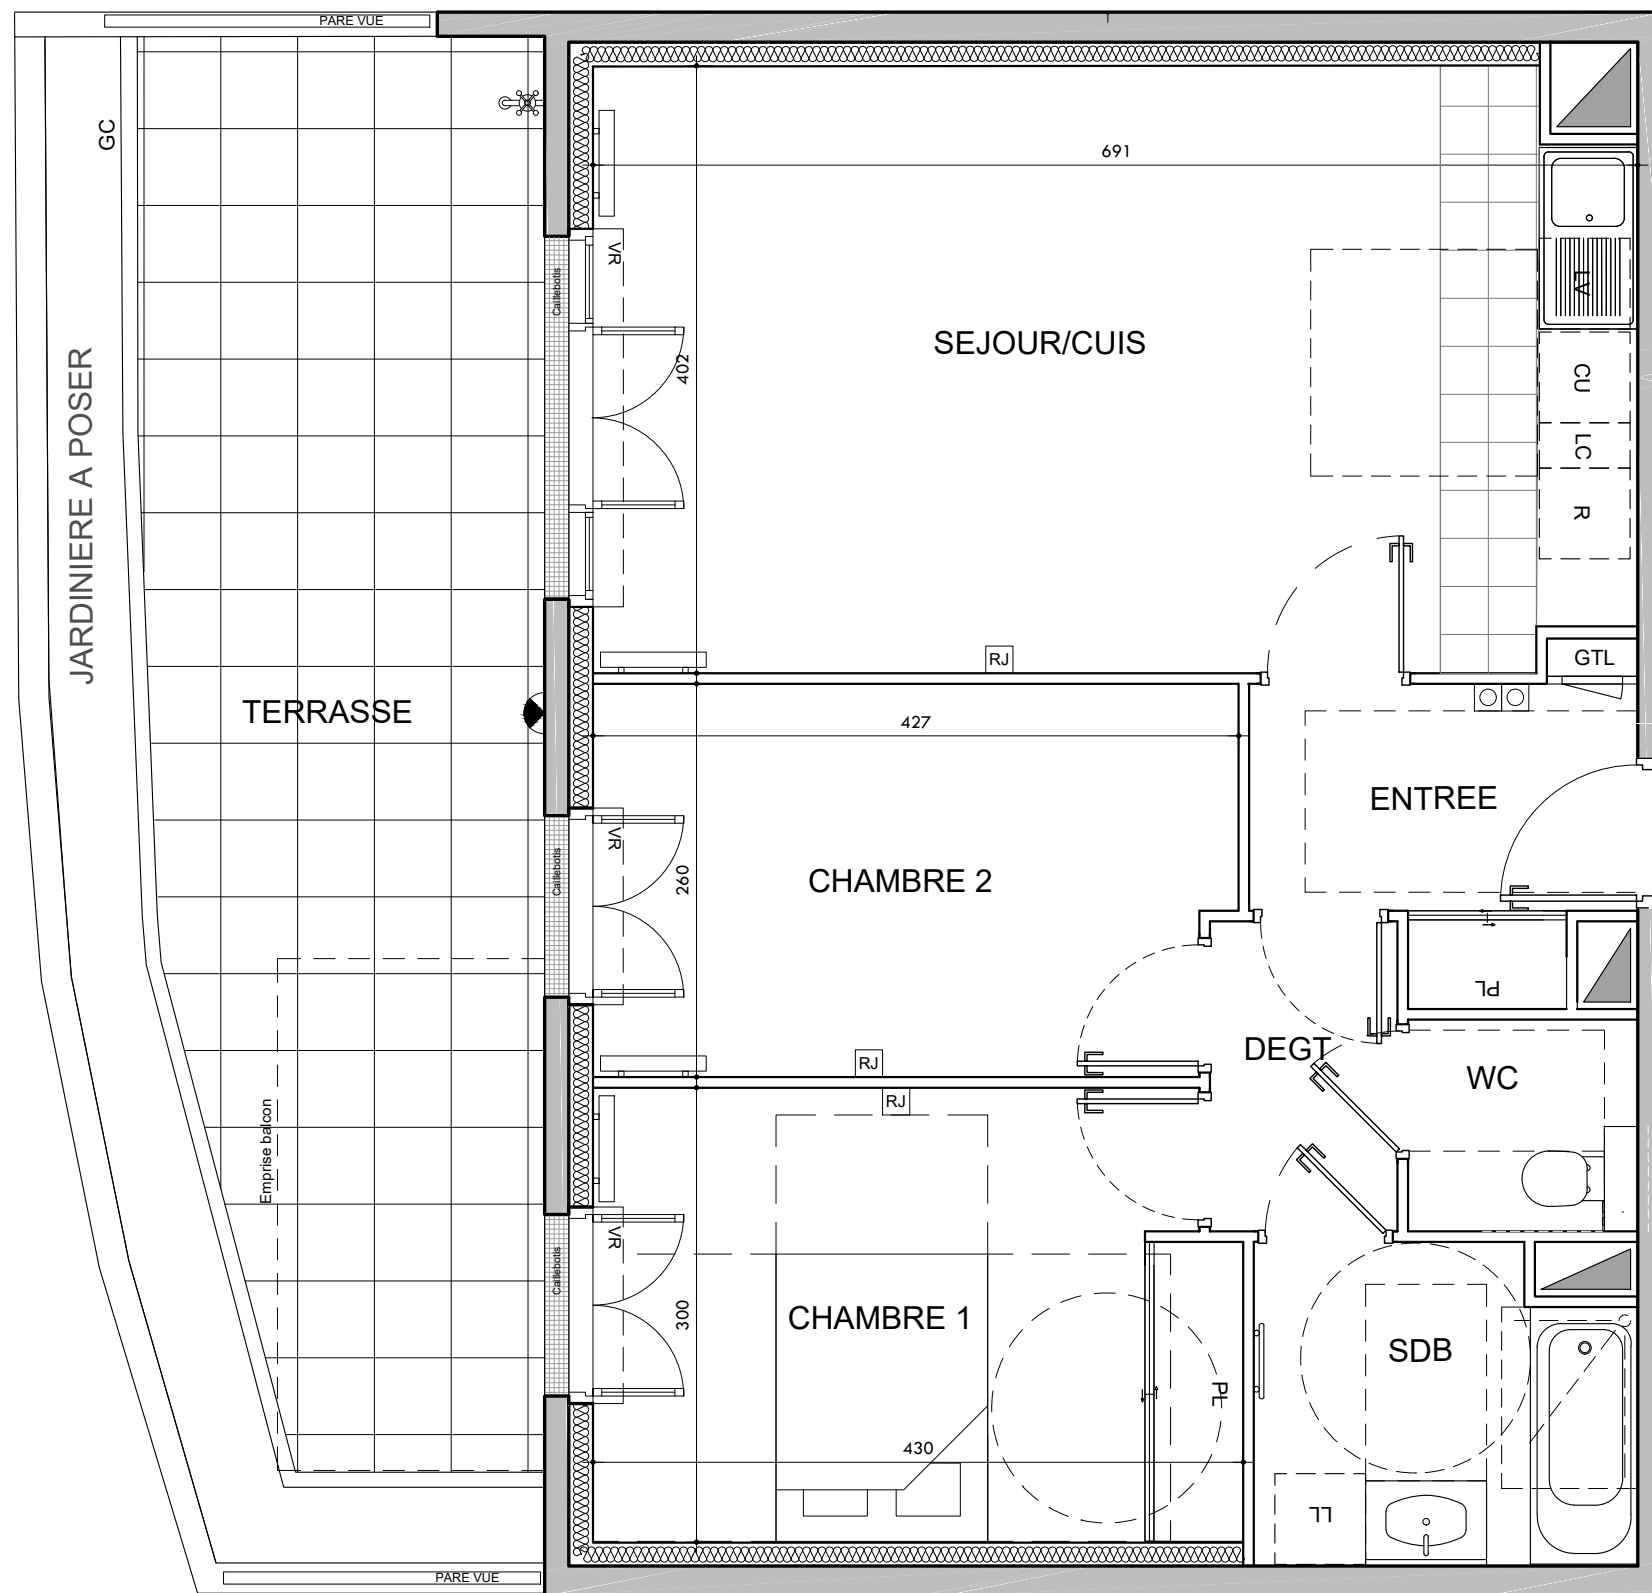 PARE VUE
GC
691
VR
Caillebotis
LV
SEJOUR/CUIS
402
CU
JARDINIERE A POSER
LC
R
RJ
GTL
TERRASSE
427
ENTREE
VR
Caillebotis
260
CHAMBRE 2
PL
DEGT
RJ
WC
RJ
Emprise balcon
VR
Caillebotis
300
CHAMBRE 1
SDB
PL
430
LL
PARE VUE